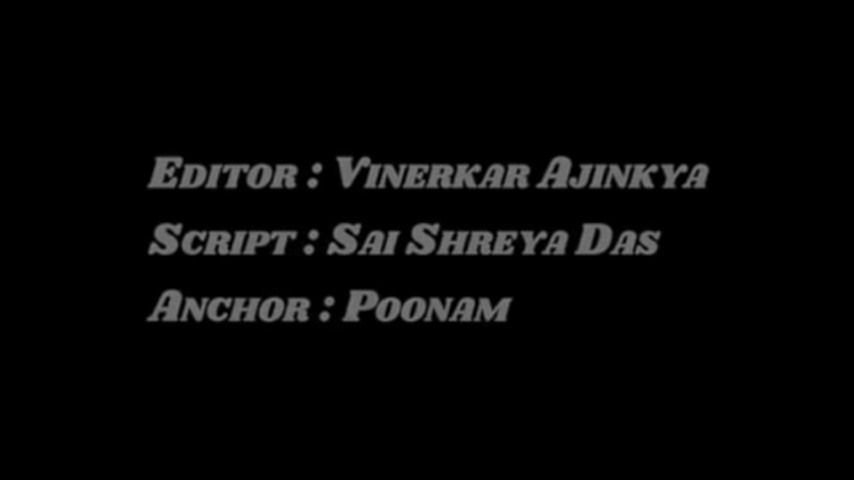 Editor : Vinerkar Ajinkya
Script : Sai Shreya Das
Anchor : Poonam